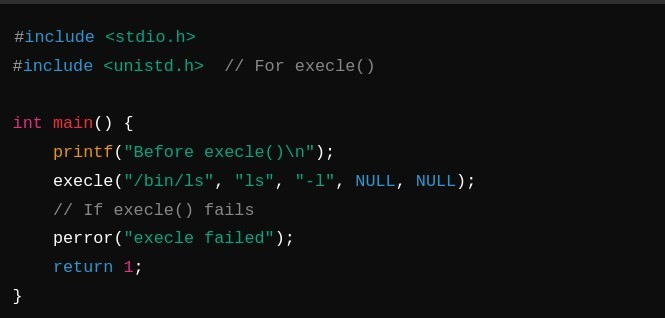 #include <stdio.h>
#include <unistd.h>  // For execle()
int main() {
    printf("Before execle()\n");
    execle("/bin/ls", "ls", "-l", NULL, NULL);
    // If execle() fails
    perror("execle failed");
    return 1;
}